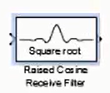 Square root
Raised Cosine
Receive Filter